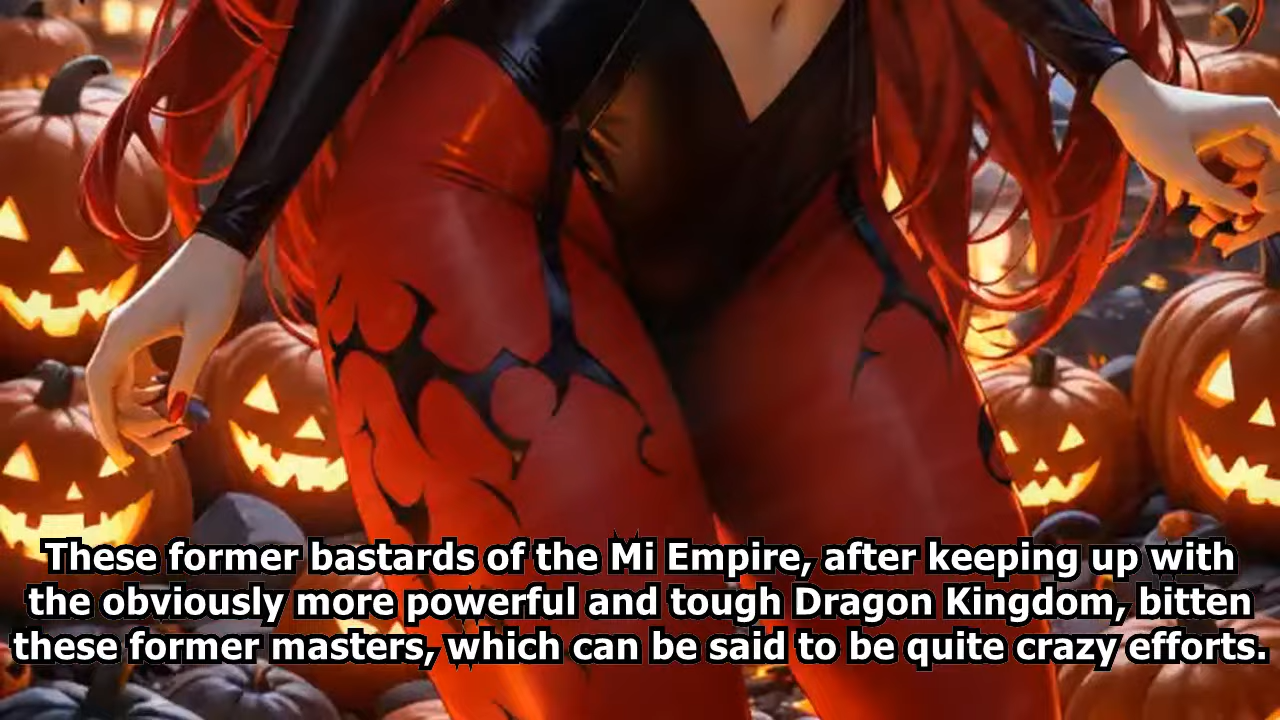 These former bastards of the Mi Empire, after keeping up with
the obviously more powerful and tough Dragon Kingdom, bitten
these former masters, which can be said to be quite crazy efforts.